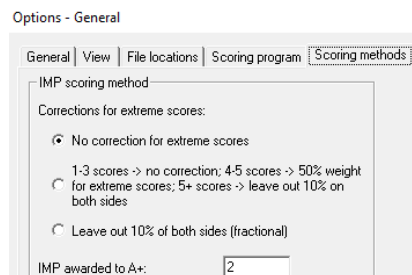 Options - General
General View File locations Scoring program Scoring methods
IMP scoring method
Corrections for extreme scores:
No correction for extreme scores
1-3 scores -> no correction; 4-5 scores -> 50% weight
for extreme scores; 5+ scores -> leave out 10% on
both sides
Leave out 10% of both sides (fractional)
IMP awarded to A+: 2